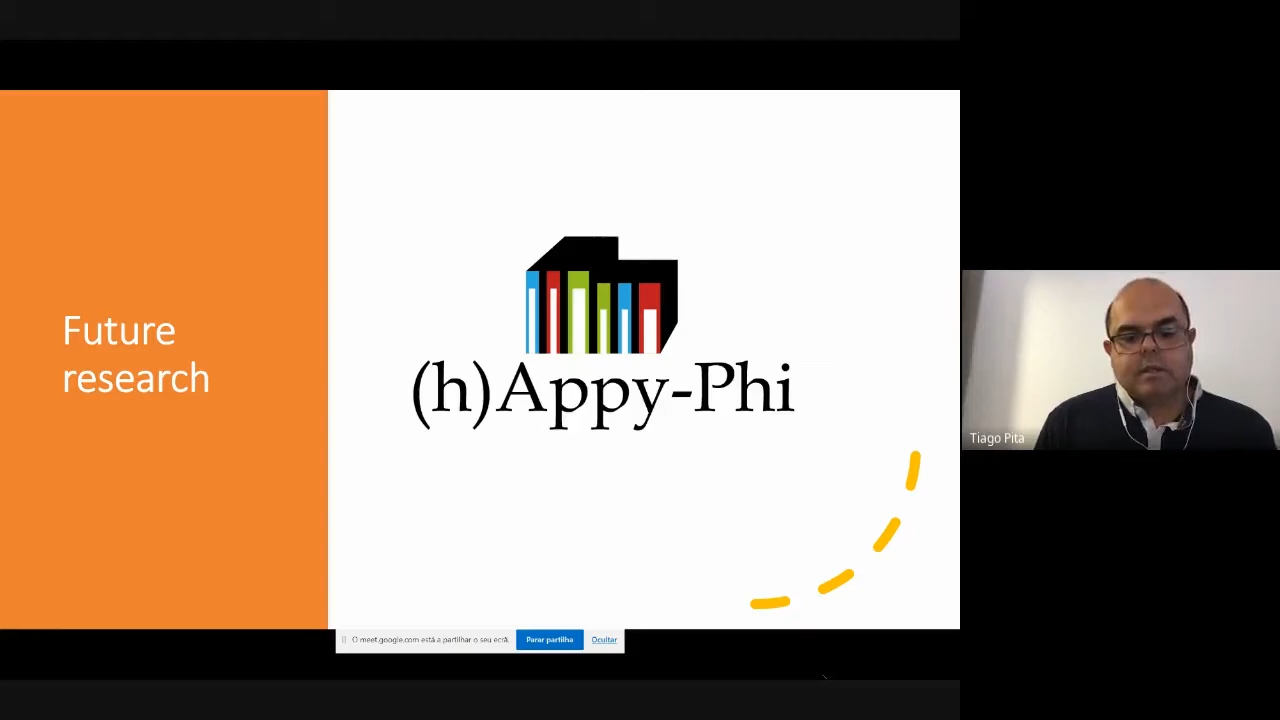 Future
research
(h)Appy-Phi
Tiago Pita
O meet.google.com está a partilhar o seu ecrã.
Parar partilha
Ocultar